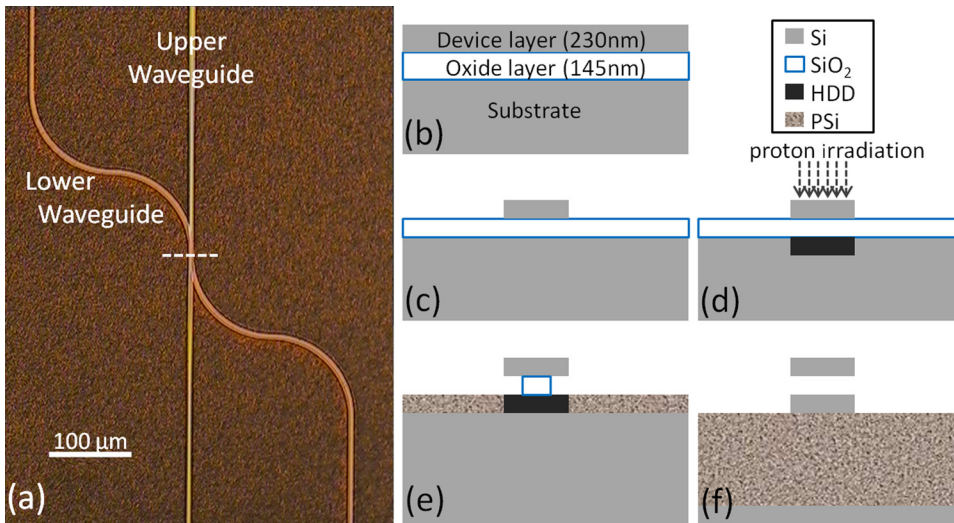 Upper
Waveguide
Lower
Waveguide
100 μm
(a)
Device layer (230nm)
Oxide layer (145nm)
Substrate
(b)
Si
SiO₂
HDD
PSi
proton irradiation
(c)
(d)
(e)
(f)